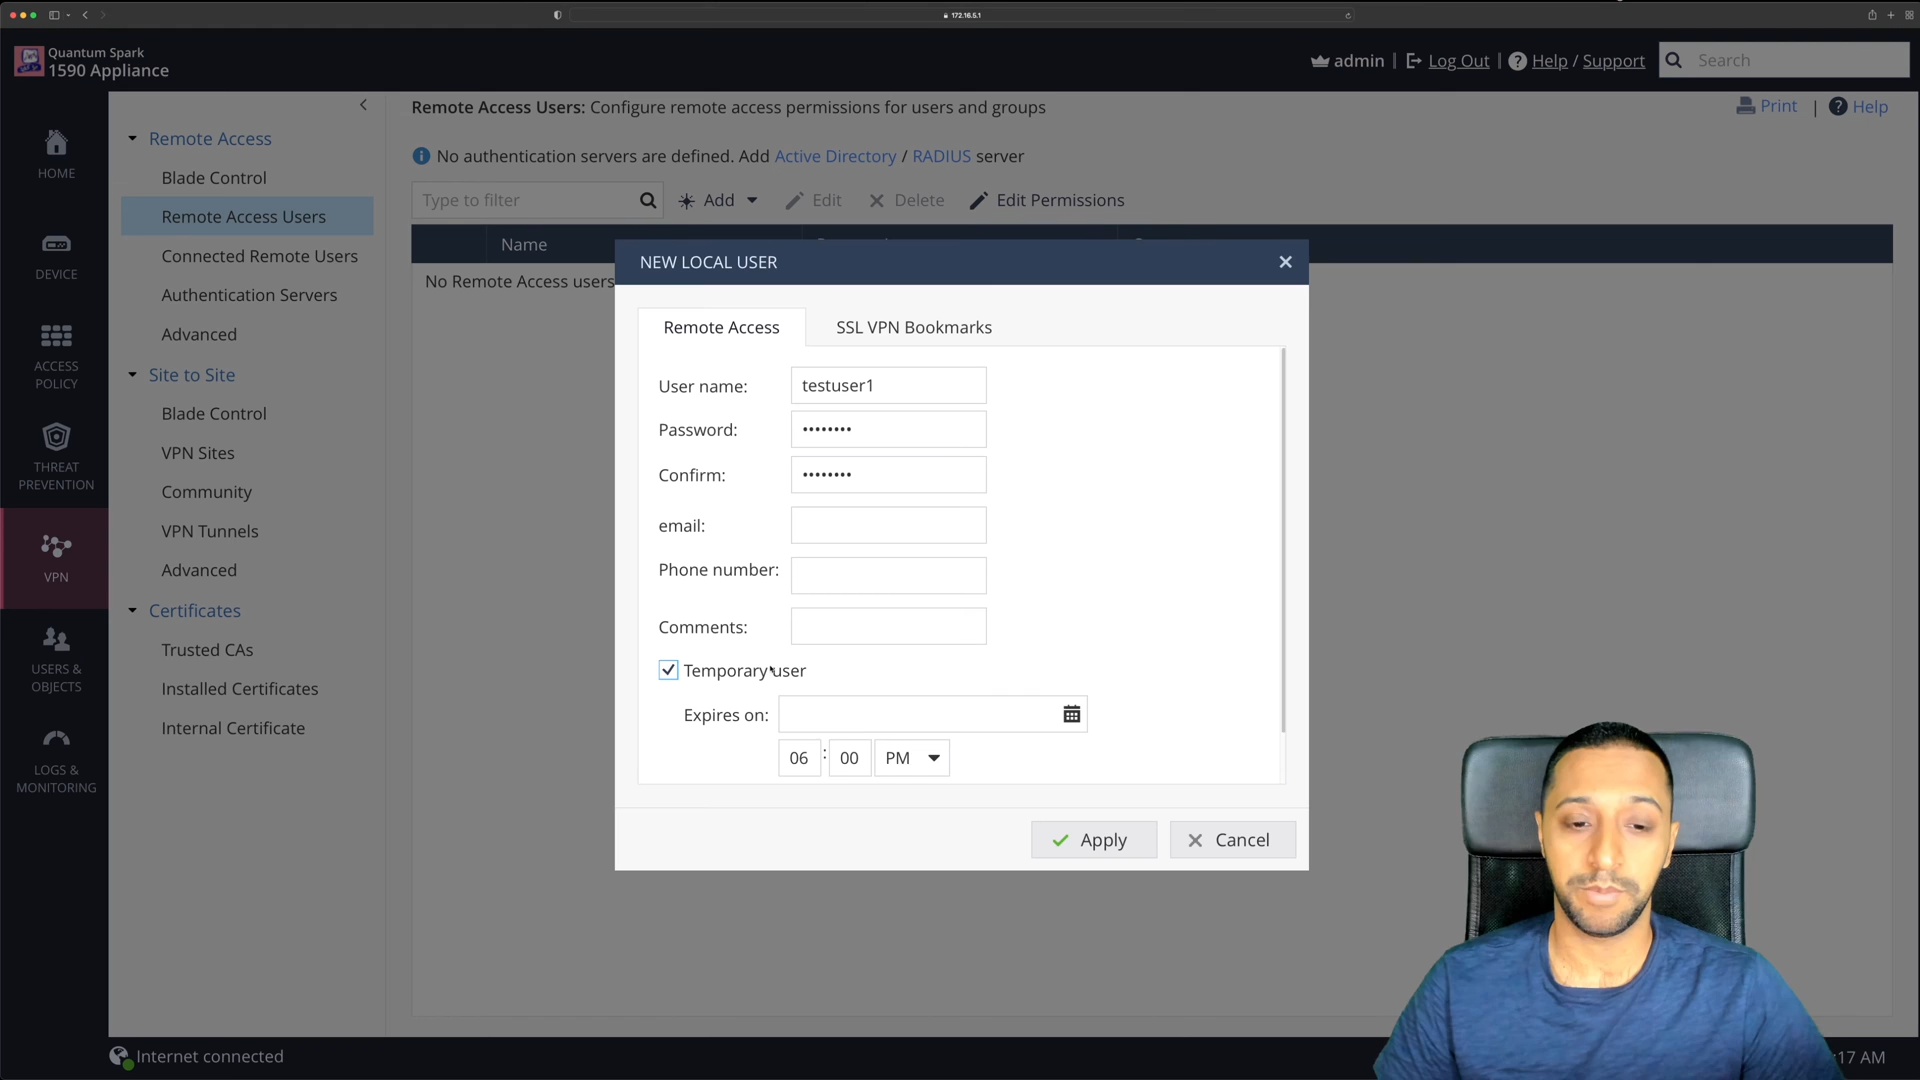 172.16.5.1
Quantum Spark
1590 Appliance
admin | Log Out | Help / Support
Search
HOME
DEVICE
ACCESS
POLICY
THREAT
PREVENTION
VPN
USERS &
OBJECTS
LOGS &
MONITORING
Remote Access
Blade Control
Remote Access Users
Connected Remote Users
Authentication Servers
Advanced
Site to Site
Blade Control
VPN Sites
Community
VPN Tunnels
Advanced
Certificates
Trusted CAs
Installed Certificates
Internal Certificate
Remote Access Users: Configure remote access permissions for users and groups
Print | Help
No authentication servers are defined. Add Active Directory / RADIUS server
Type to filter
Add
Edit
Delete
Edit Permissions
Name
No Remote Access users
NEW LOCAL USER
Remote Access
SSL VPN Bookmarks
User name: testuser1
Password: ••••••••
Confirm: ••••••••
email:
Phone number:
Comments:
Temporary user
Expires on:
06 : 00 PM
Apply
Cancel
Internet connected
:17 AM